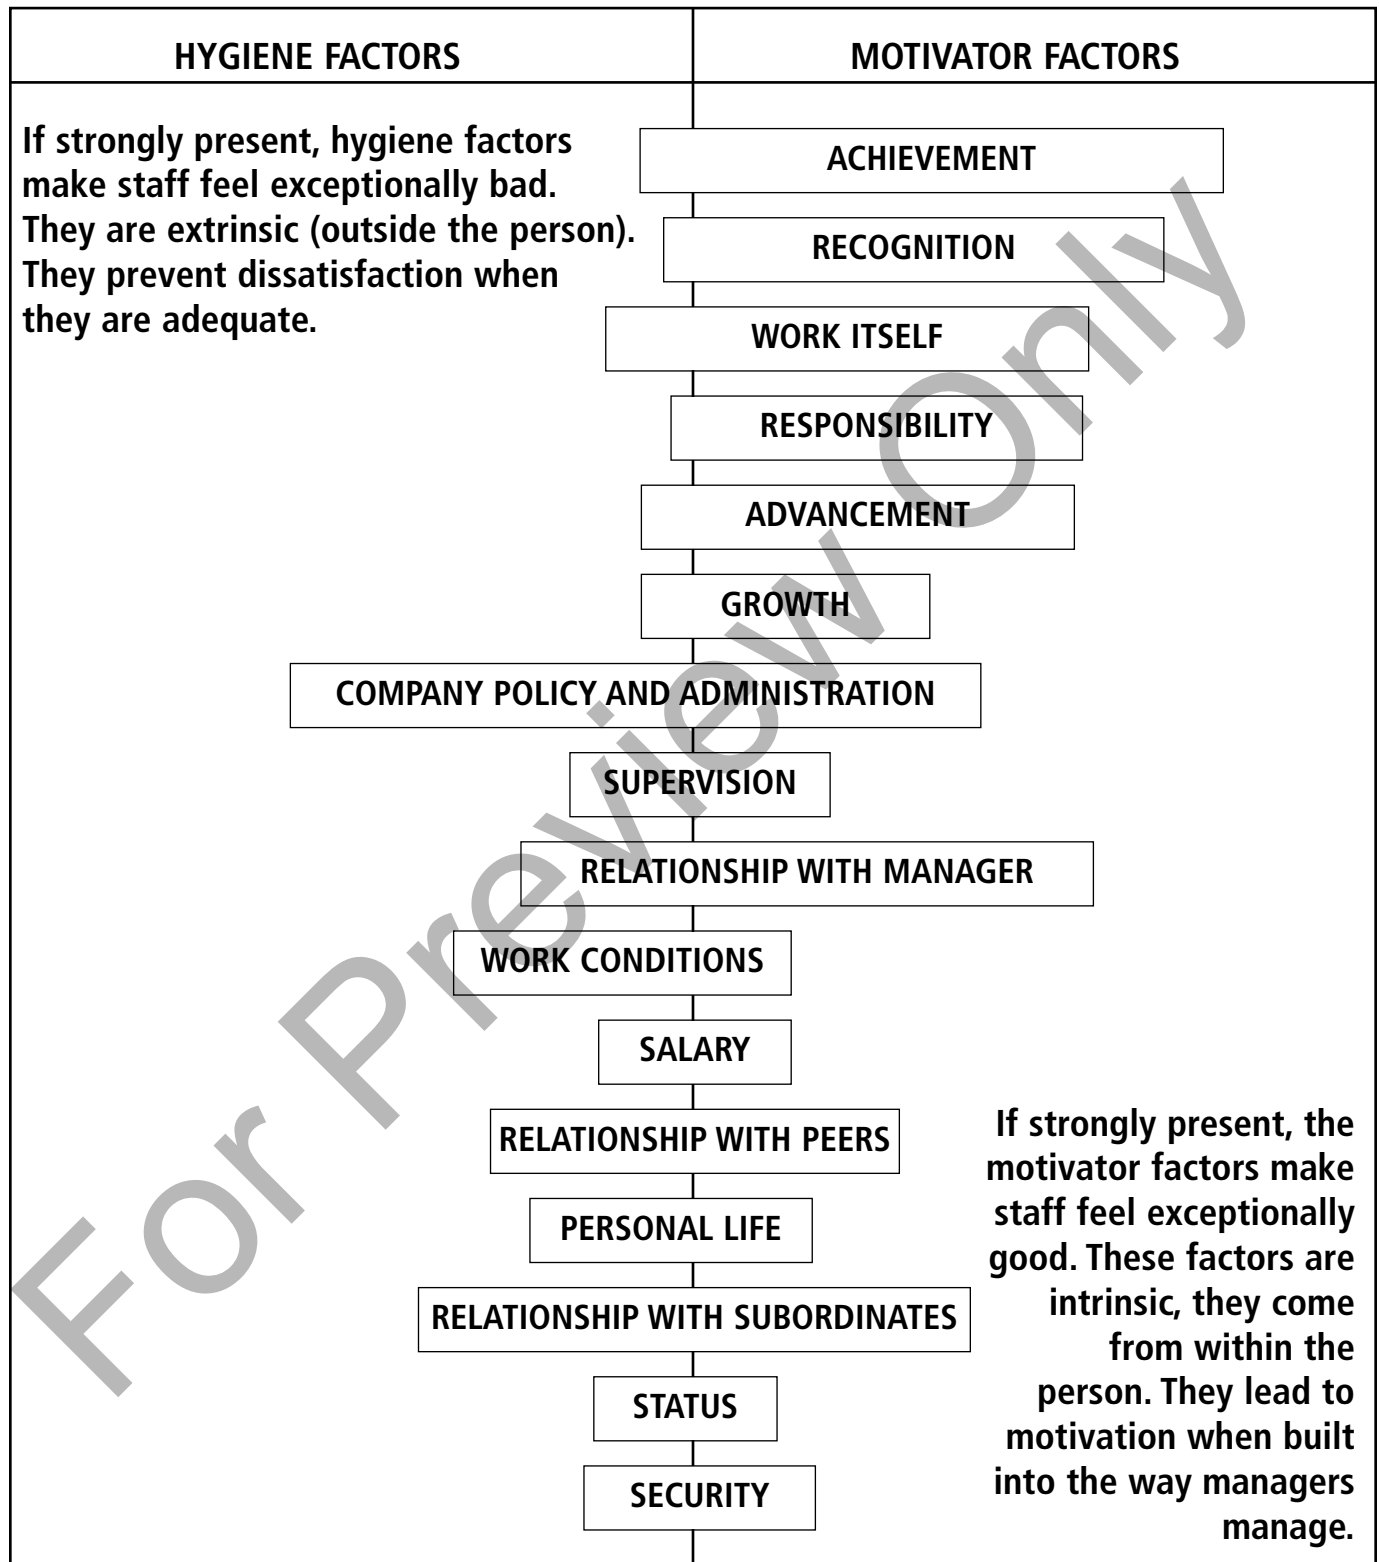 HYGIENE FACTORS
MOTIVATOR FACTORS
If strongly present, hygiene factors
make staff feel exceptionally bad.
They are extrinsic (outside the person).
They prevent dissatisfaction when
they are adequate.
ACHIEVEMENT
RECOGNITION
WORK ITSELF
RESPONSIBILITY
ADVANCEMENT
GROWTH
COMPANY POLICY AND ADMINISTRATION
SUPERVISION
RELATIONSHIP WITH MANAGER
WORK CONDITIONS
SALARY
RELATIONSHIP WITH PEERS
PERSONAL LIFE
RELATIONSHIP WITH SUBORDINATES
STATUS
SECURITY
If strongly present, the
motivator factors make
staff feel exceptionally
good. These factors are
intrinsic, they come
from within the
person. They lead to
motivation when built
into the way managers
manage.
For Preview Only